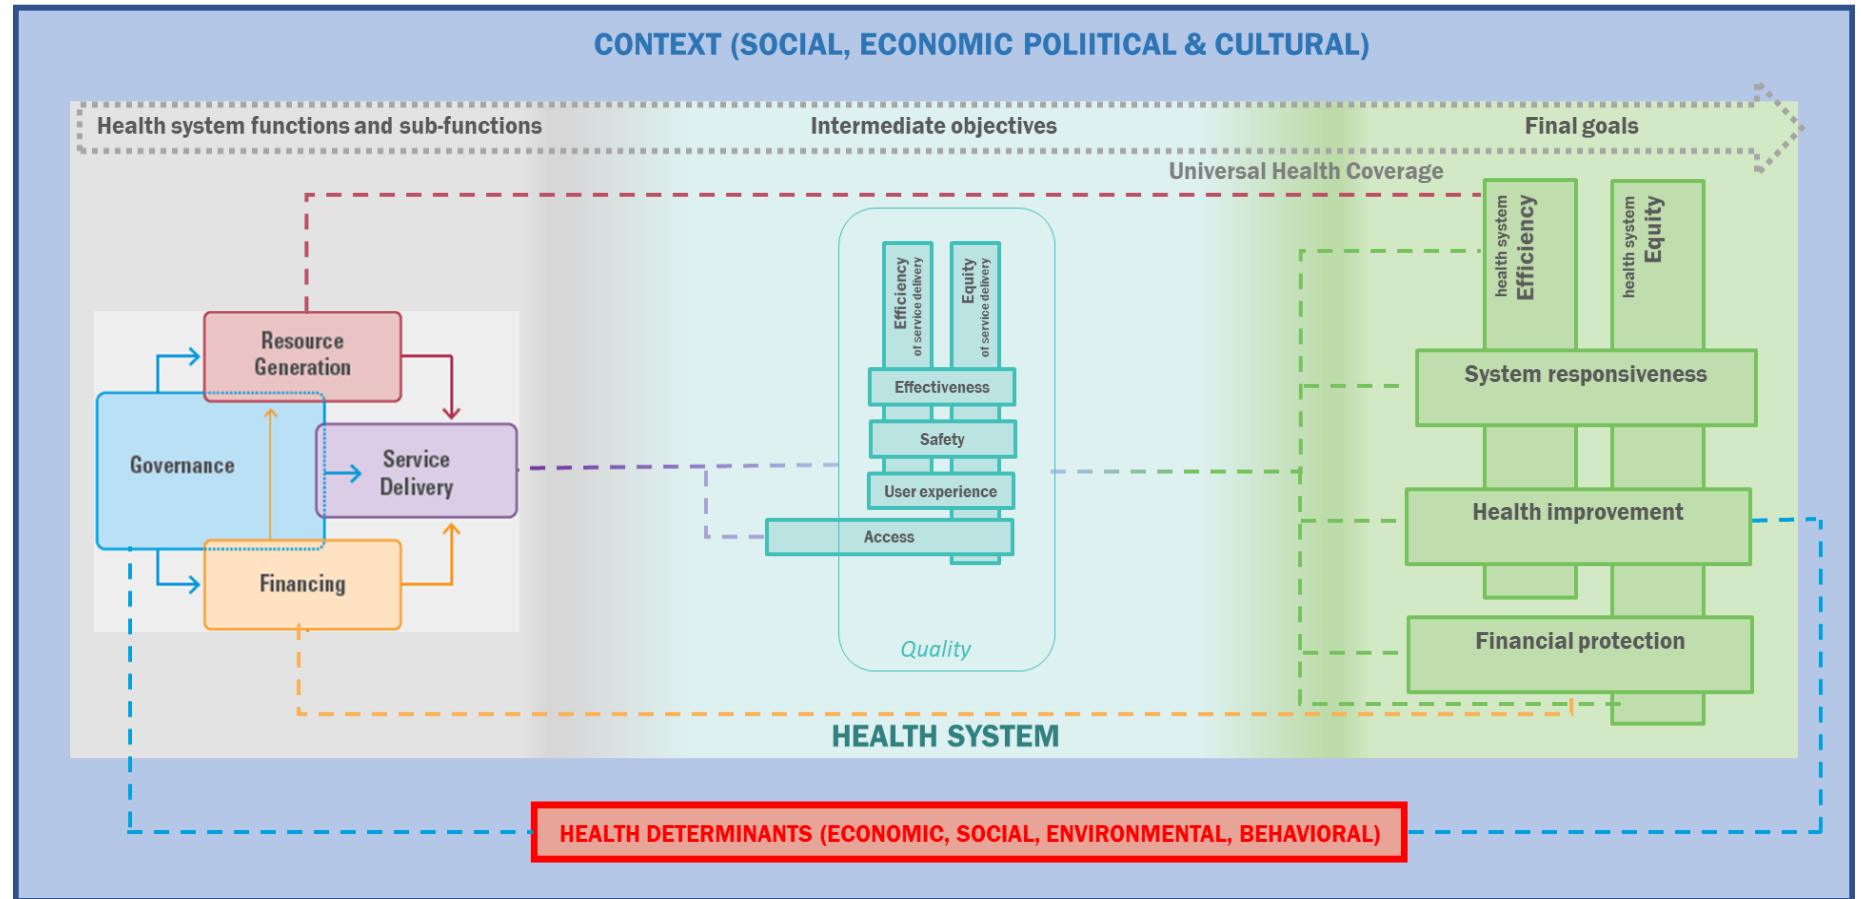 CONTEXT (SOCIAL, ECONOMIC POLIITICAL & CULTURAL)
Health system functions and sub-functions
Intermediate objectives
Final goals
Universal Health Coverage
Resource
Generation
Governance
Service
Delivery
Financing
Efficiency
of service delivery
Equity
of service delivery
Effectiveness
Safety
User experience
Access
Quality
health system
Efficiency
health system
Equity
System responsiveness
Health improvement
Financial protection
HEALTH SYSTEM
HEALTH DETERMINANTS (ECONOMIC, SOCIAL, ENVIRONMENTAL, BEHAVIORAL)